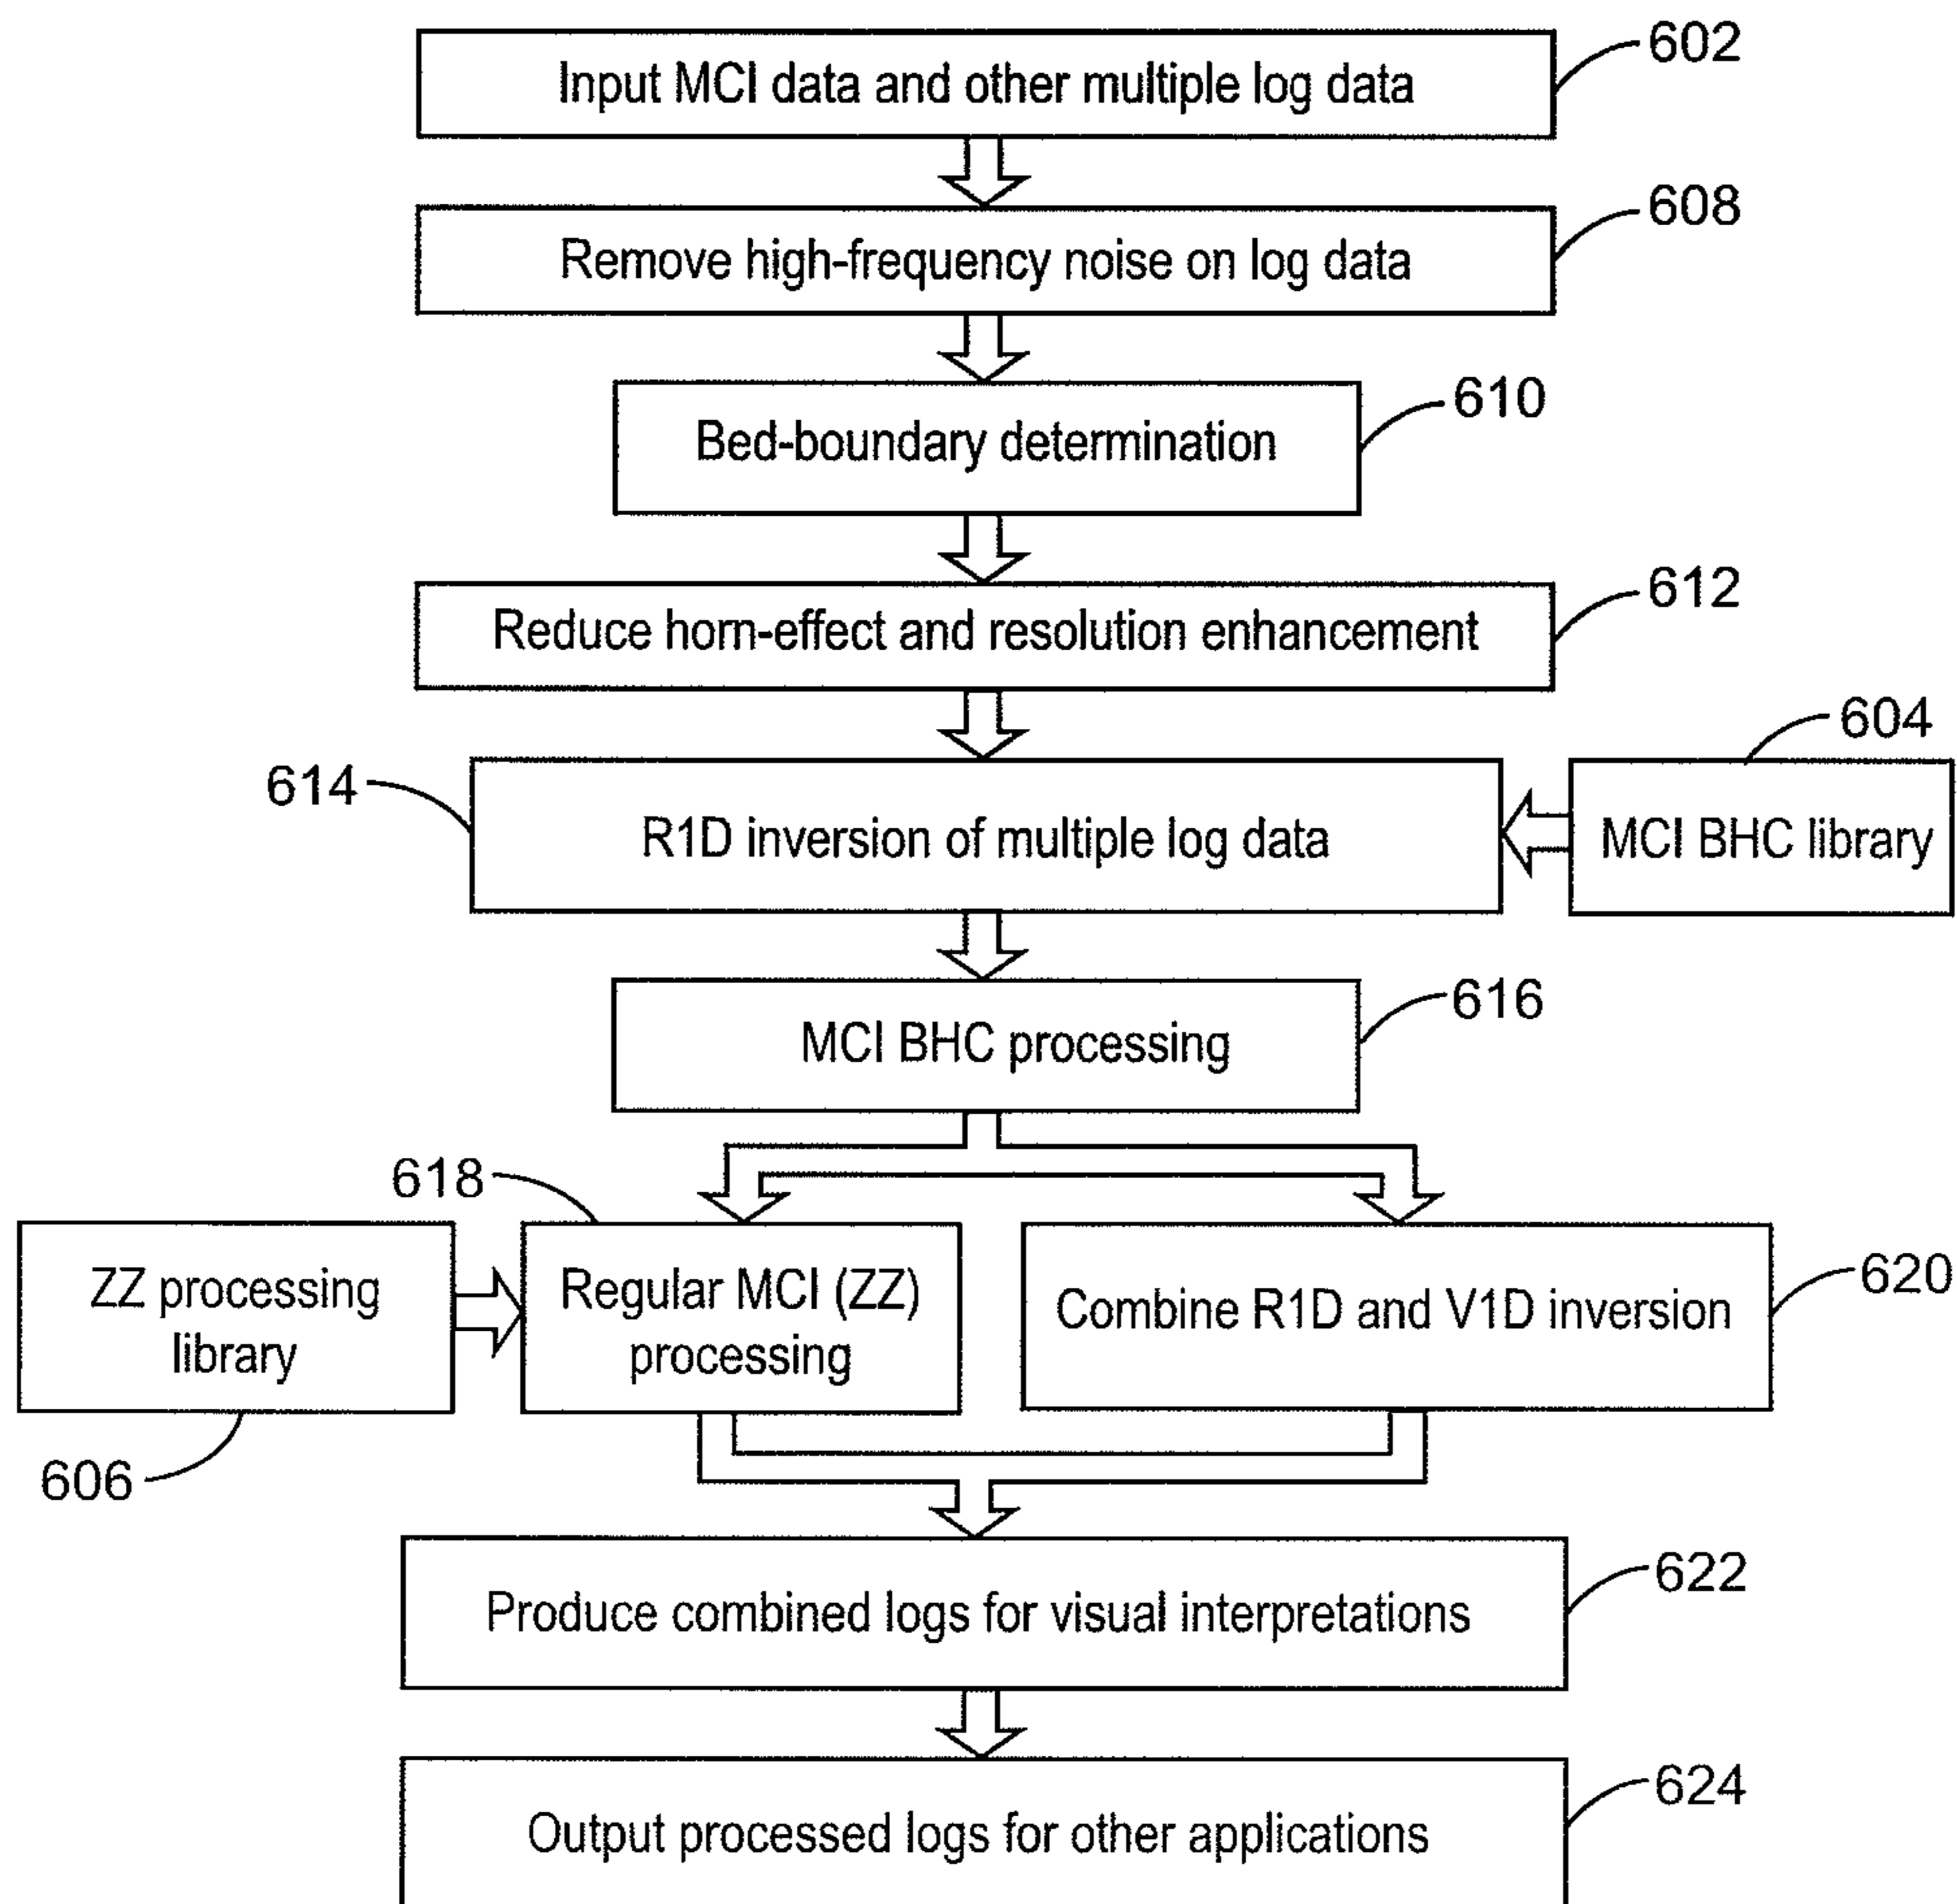 Input MCI data and other multiple log data
602
Remove high-frequency noise on log data
608
Bed-boundary determination
610
Reduce horn-effect and resolution enhancement
612
614
R1D inversion of multiple log data
604
MCI BHC library
MCI BHC processing
616
618
ZZ processing
library
606
Regular MCI (ZZ)
processing
Combine R1D and V1D inversion
620
Produce combined logs for visual interpretations
622
Output processed logs for other applications
624